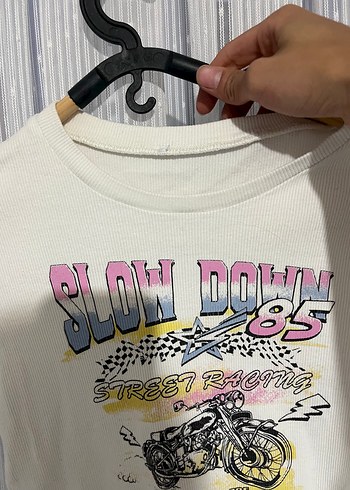 SLOW DOWN
85
STREET RACING